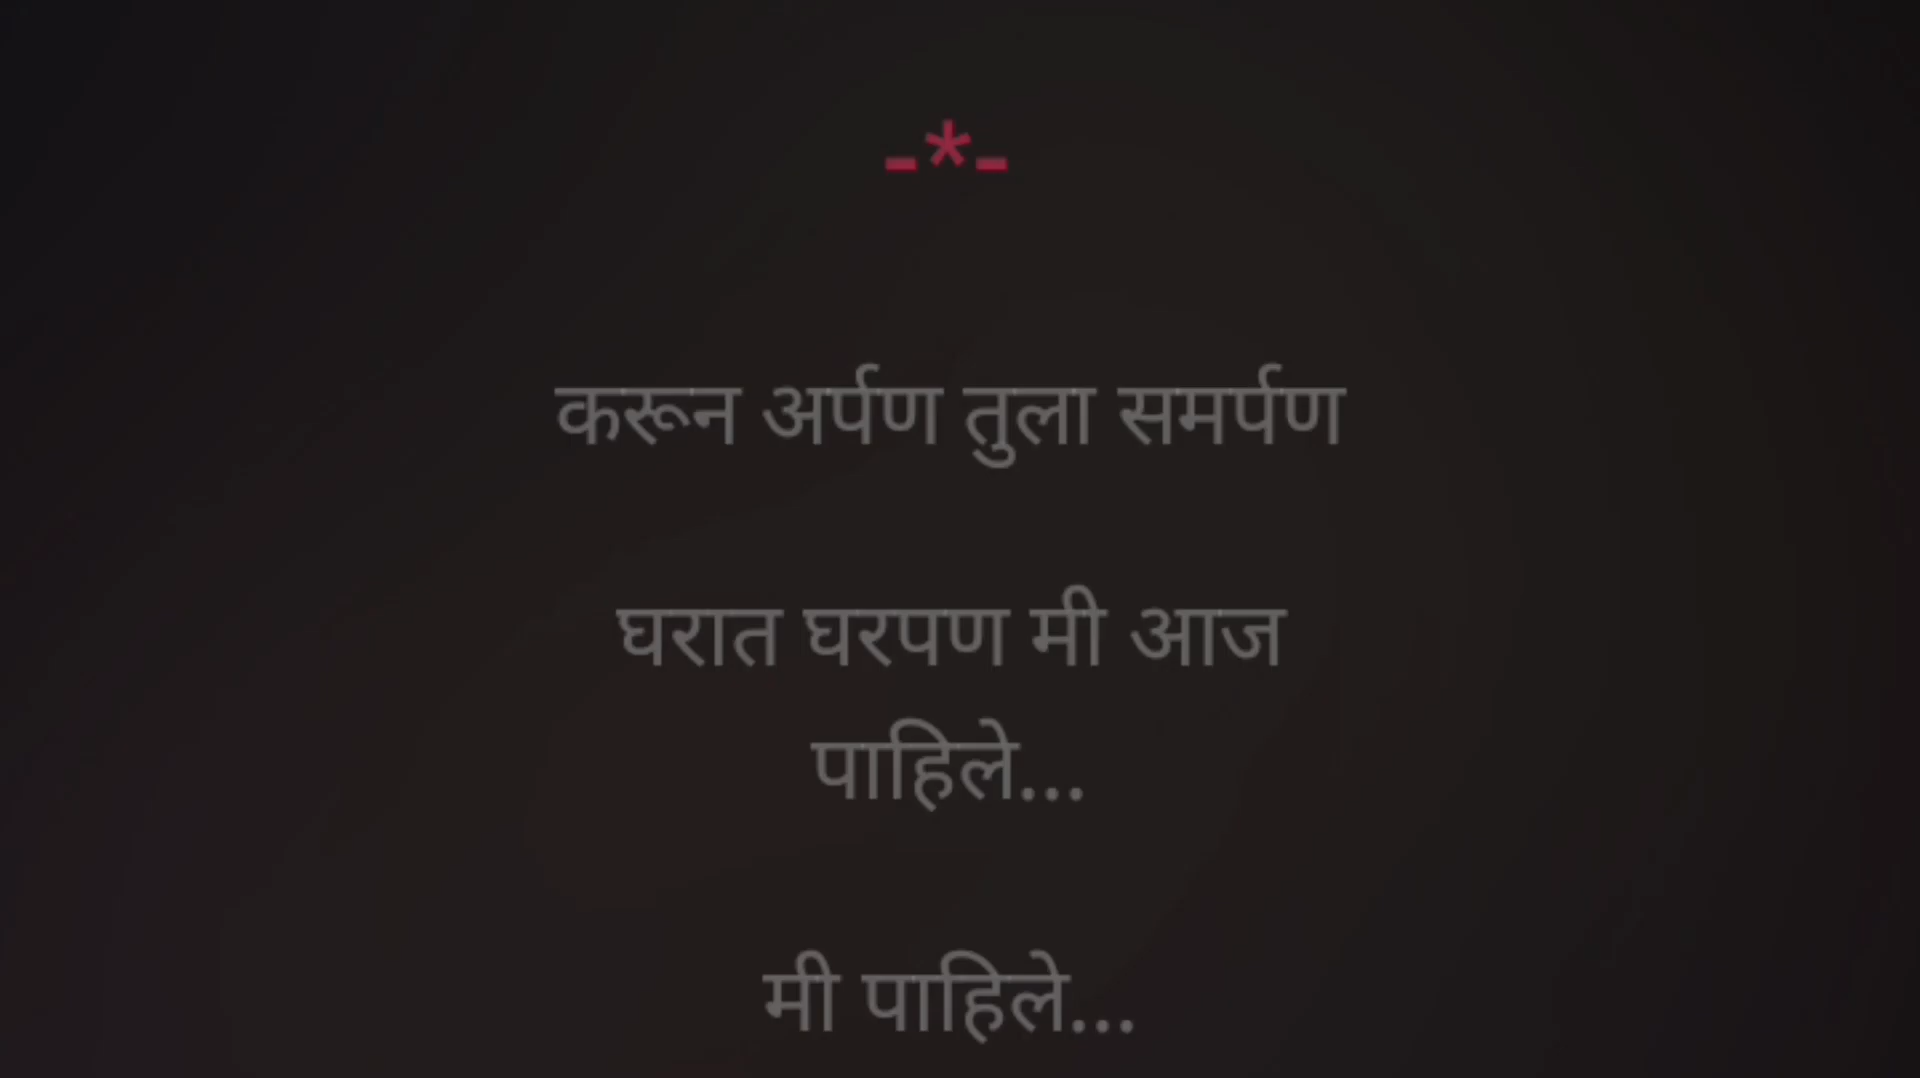 -*-
करून अर्पण तुला समर्पण
घरात घरपण मी आज
पाहिले...
मी पाहिले...